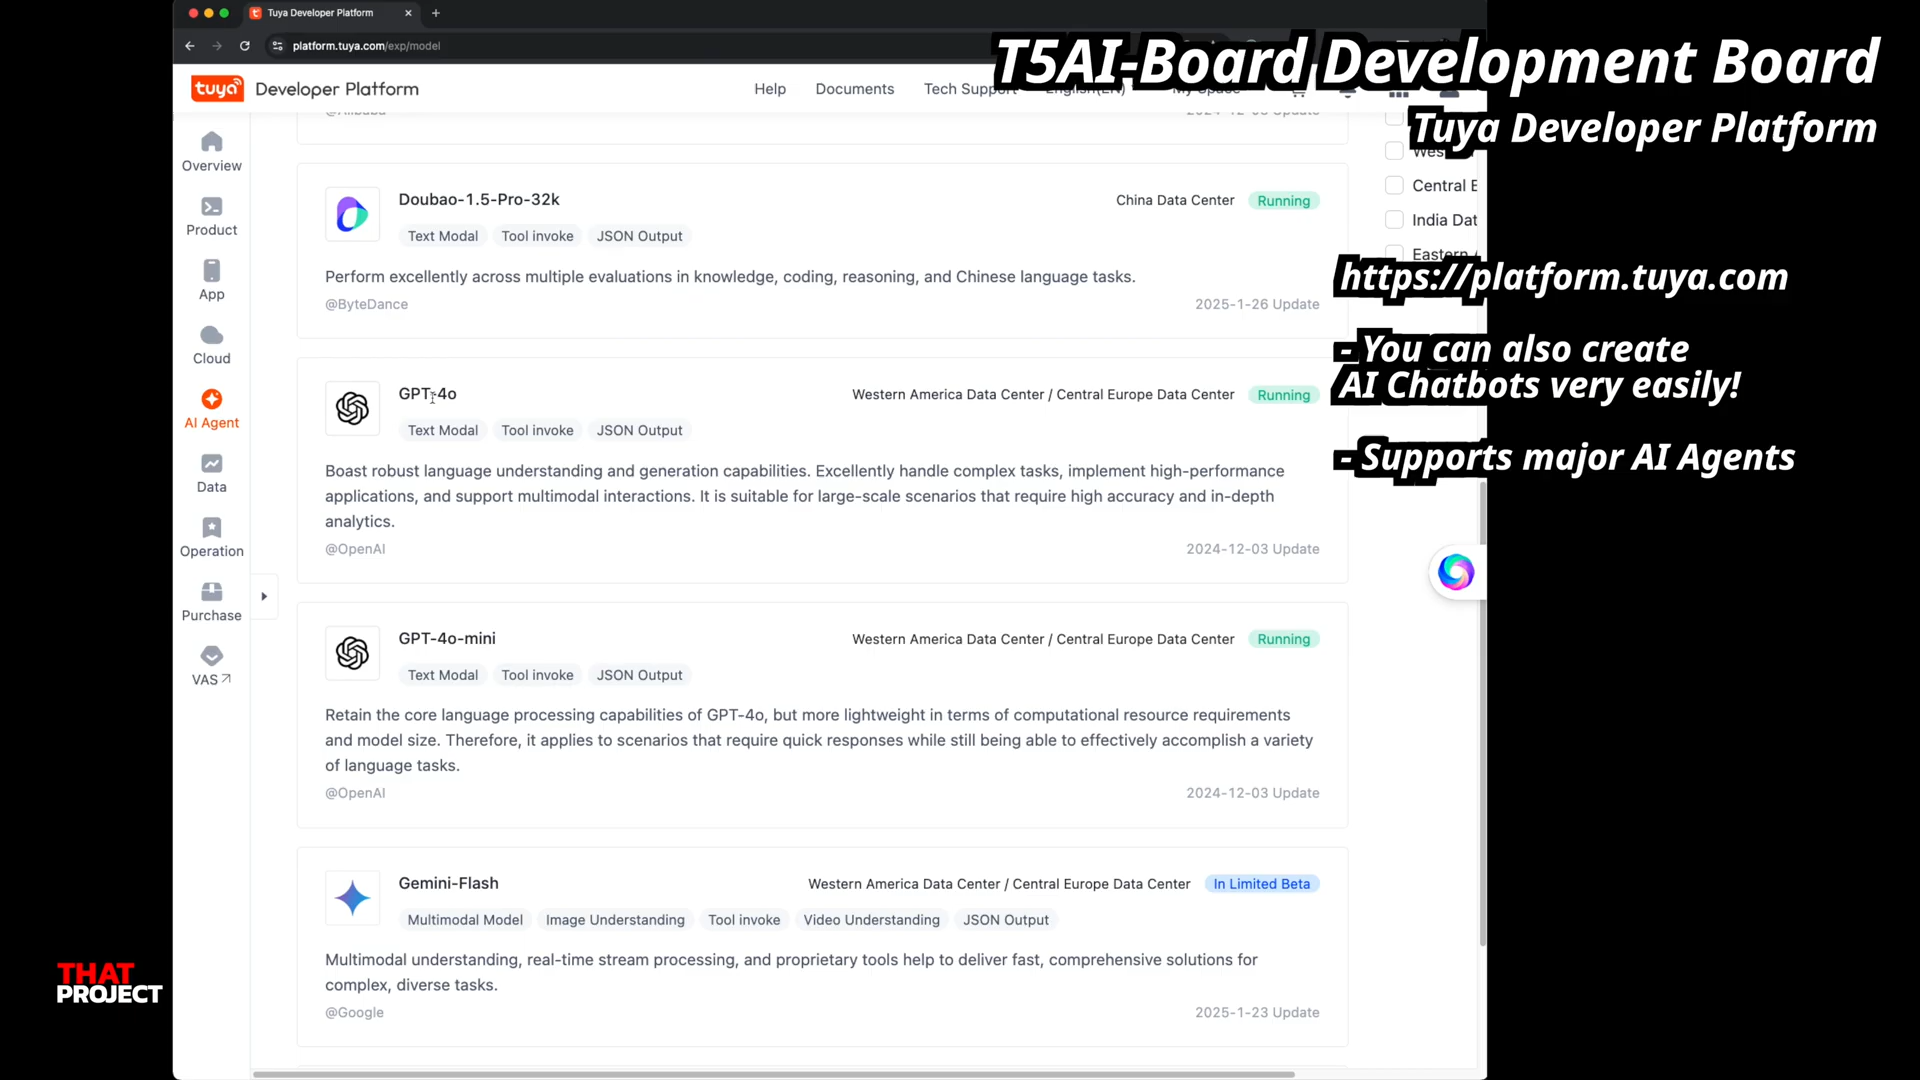 Tuya Developer Platform
platform.tuya.com/exp/model
T5AI-Board Development Board
tuya Developer Platform
Help
Documents
Tech Support
English(EN)
My Space
Tuya Developer Platform
@Alibaba
2024-12-03 Update
Overview
Product
App
Cloud
AI Agent
Data
Operation
Purchase
VAS
Doubao-1.5-Pro-32k
China Data Center
Running
Text Modal
Tool invoke
JSON Output
Perform excellently across multiple evaluations in knowledge, coding, reasoning, and Chinese language tasks.
@ByteDance
2025-1-26 Update
GPT-4o
Western America Data Center / Central Europe Data Center
Running
Text Modal
Tool invoke
JSON Output
Boast robust language understanding and generation capabilities. Excellently handle complex tasks, implement high-performance
applications, and support multimodal interactions. It is suitable for large-scale scenarios that require high accuracy and in-depth
analytics.
@OpenAI
2024-12-03 Update
GPT-4o-mini
Western America Data Center / Central Europe Data Center
Running
Text Modal
Tool invoke
JSON Output
Retain the core language processing capabilities of GPT-4o, but more lightweight in terms of computational resource requirements
and model size. Therefore, it applies to scenarios that require quick responses while still being able to effectively accomplish a variety
of language tasks.
@OpenAI
2024-12-03 Update
Gemini-Flash
Western America Data Center / Central Europe Data Center
In Limited Beta
Multimodal Model
Image Understanding
Tool invoke
Video Understanding
JSON Output
Multimodal understanding, real-time stream processing, and proprietary tools help to deliver fast, comprehensive solutions for
complex, diverse tasks.
@Google
2025-1-23 Update
Central E
India Dat
Eastern
https://platform.tuya.com
- You can also create
AI Chatbots very easily!
- Supports major AI Agents
THAT
PROJECT